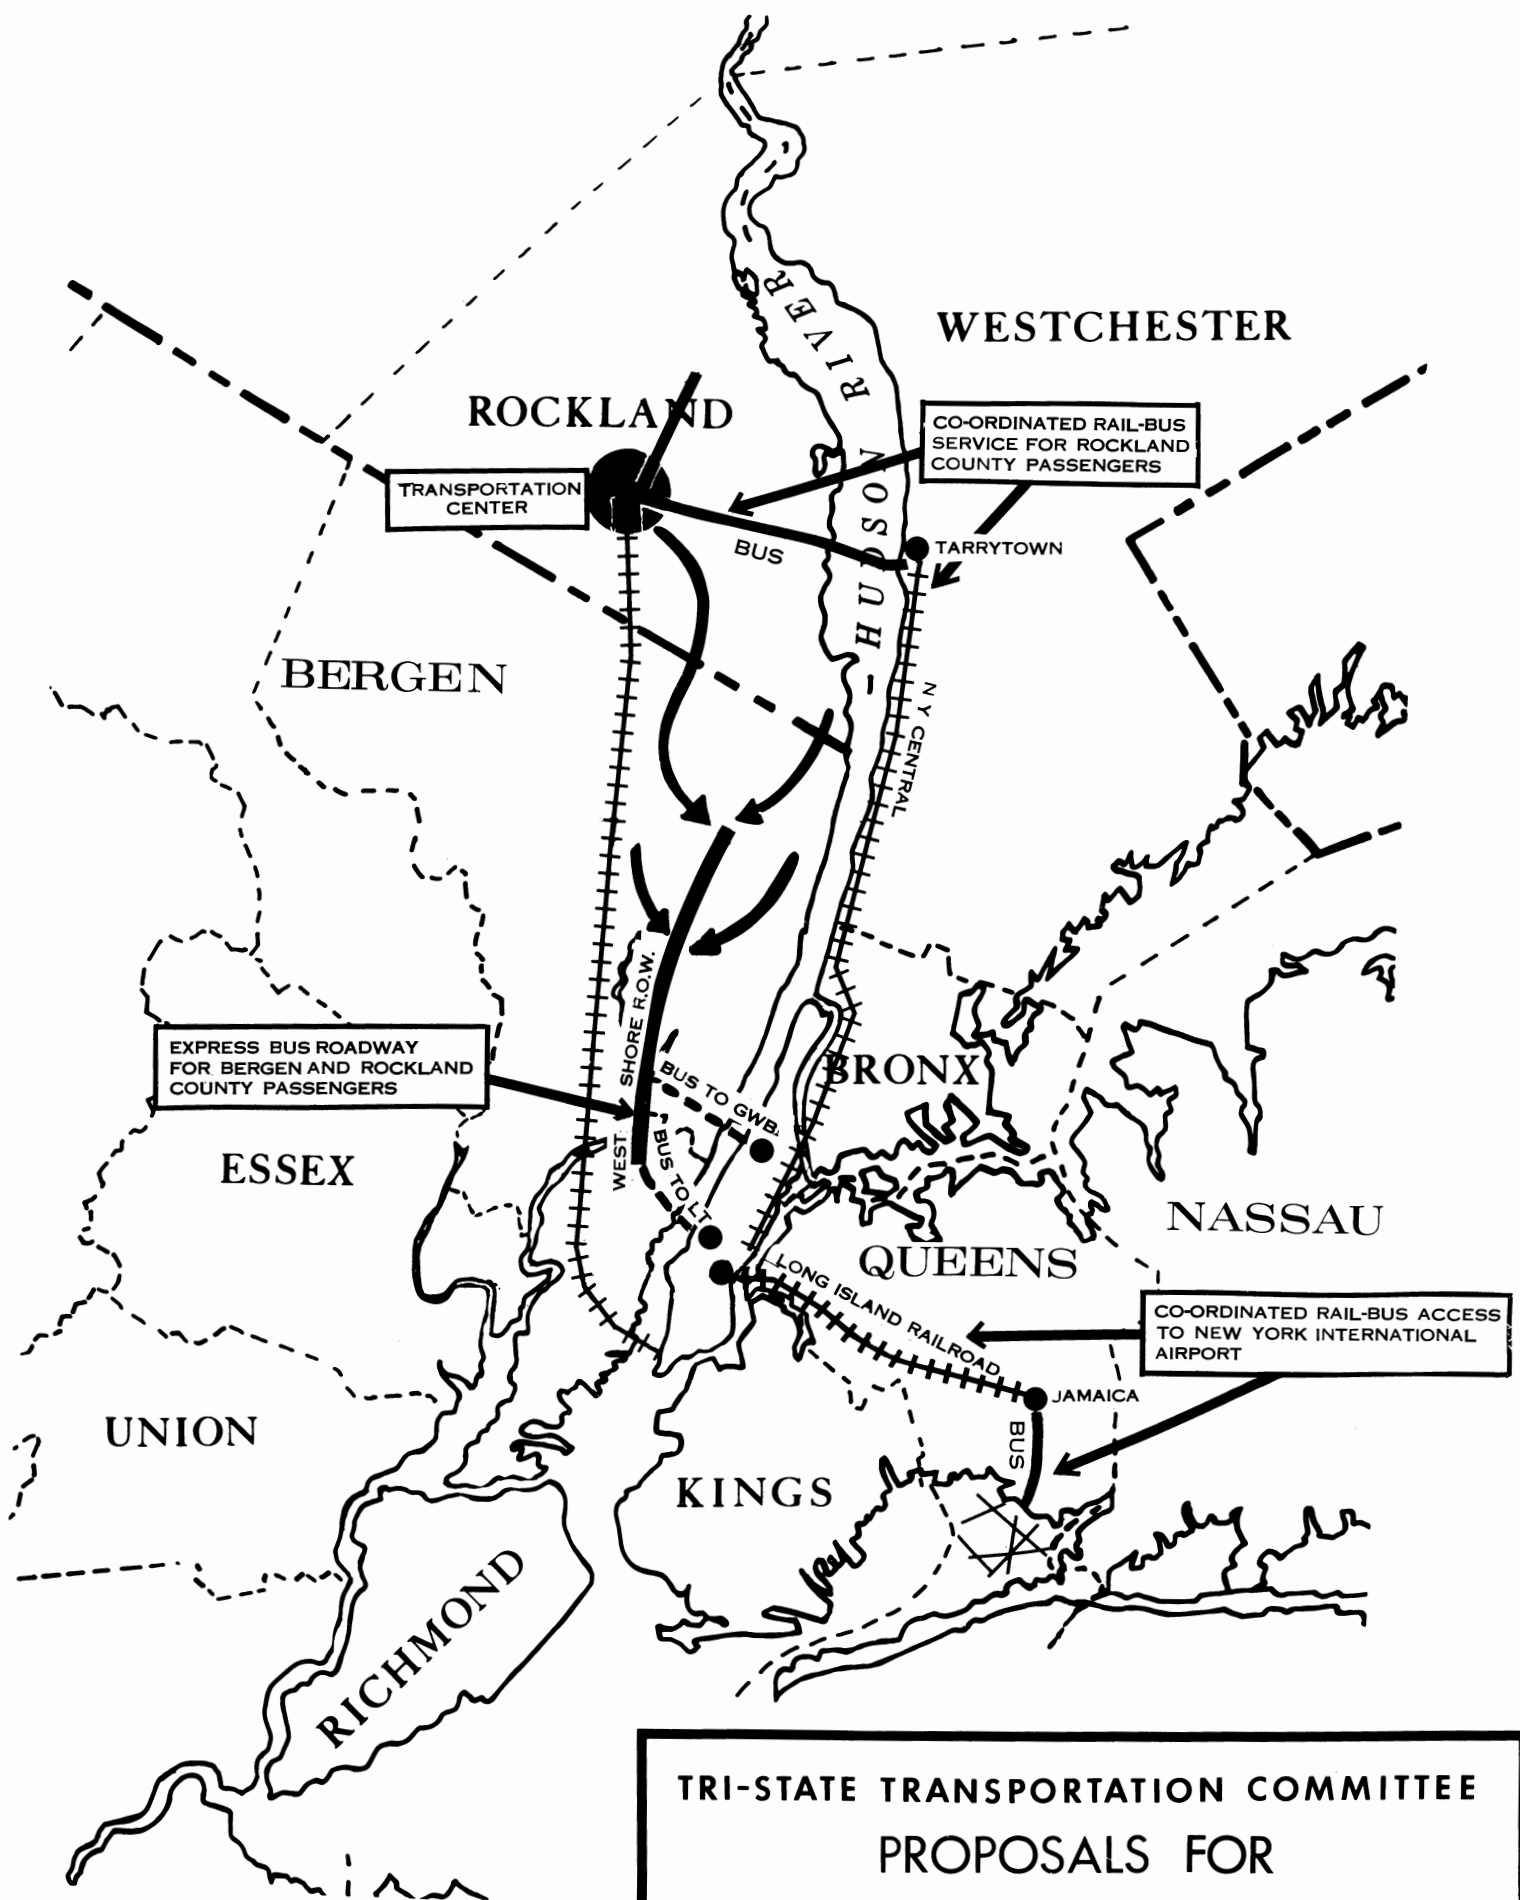 WESTCHESTER
HUDSON RIVER
ROCKLAND
CO-ORDINATED RAIL-BUS
SERVICE FOR ROCKLAND
COUNTY PASSENGERS
TRANSPORTATION
CENTER
BUS
TARRYTOWN
BERGEN
N Y CENTRAL
WEST SHORE R.O.W.
EXPRESS BUS ROADWAY
FOR BERGEN AND ROCKLAND
COUNTY PASSENGERS
BUS TO GWB.
BRONX
BUS TO LT
ESSEX
NASSAU
QUEENS
LONG ISLAND RAILROAD
CO-ORDINATED RAIL-BUS ACCESS
TO NEW YORK INTERNATIONAL
AIRPORT
JAMAICA
BUS
UNION
KINGS
RICHMOND
TRI-STATE TRANSPORTATION COMMITTEE
PROPOSALS FOR